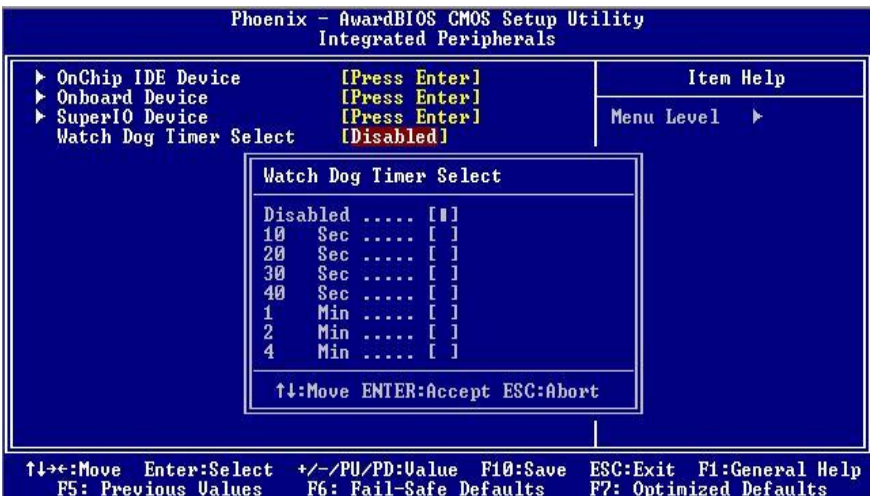 Phoenix - AwardBIOS CMOS Setup Utility
Integrated Peripherals
▶ OnChip IDE Device [Press Enter]
▶ Onboard Device [Press Enter]
▶ SuperIO Device [Press Enter]
Watch Dog Timer Select [Disabled]
Item Help
Menu Level ▶
Watch Dog Timer Select
Disabled ..... [▮]
10 Sec ..... [ ]
20 Sec ..... [ ]
30 Sec ..... [ ]
40 Sec ..... [ ]
1 Min ..... [ ]
2 Min ..... [ ]
4 Min ..... [ ]
↑↓:Move ENTER:Accept ESC:Abort
↑↓→←:Move Enter:Select +/-/PU/PD:Value F10:Save ESC:Exit F1:General Help
F5: Previous Values F6: Fail-Safe Defaults F7: Optimized Defaults